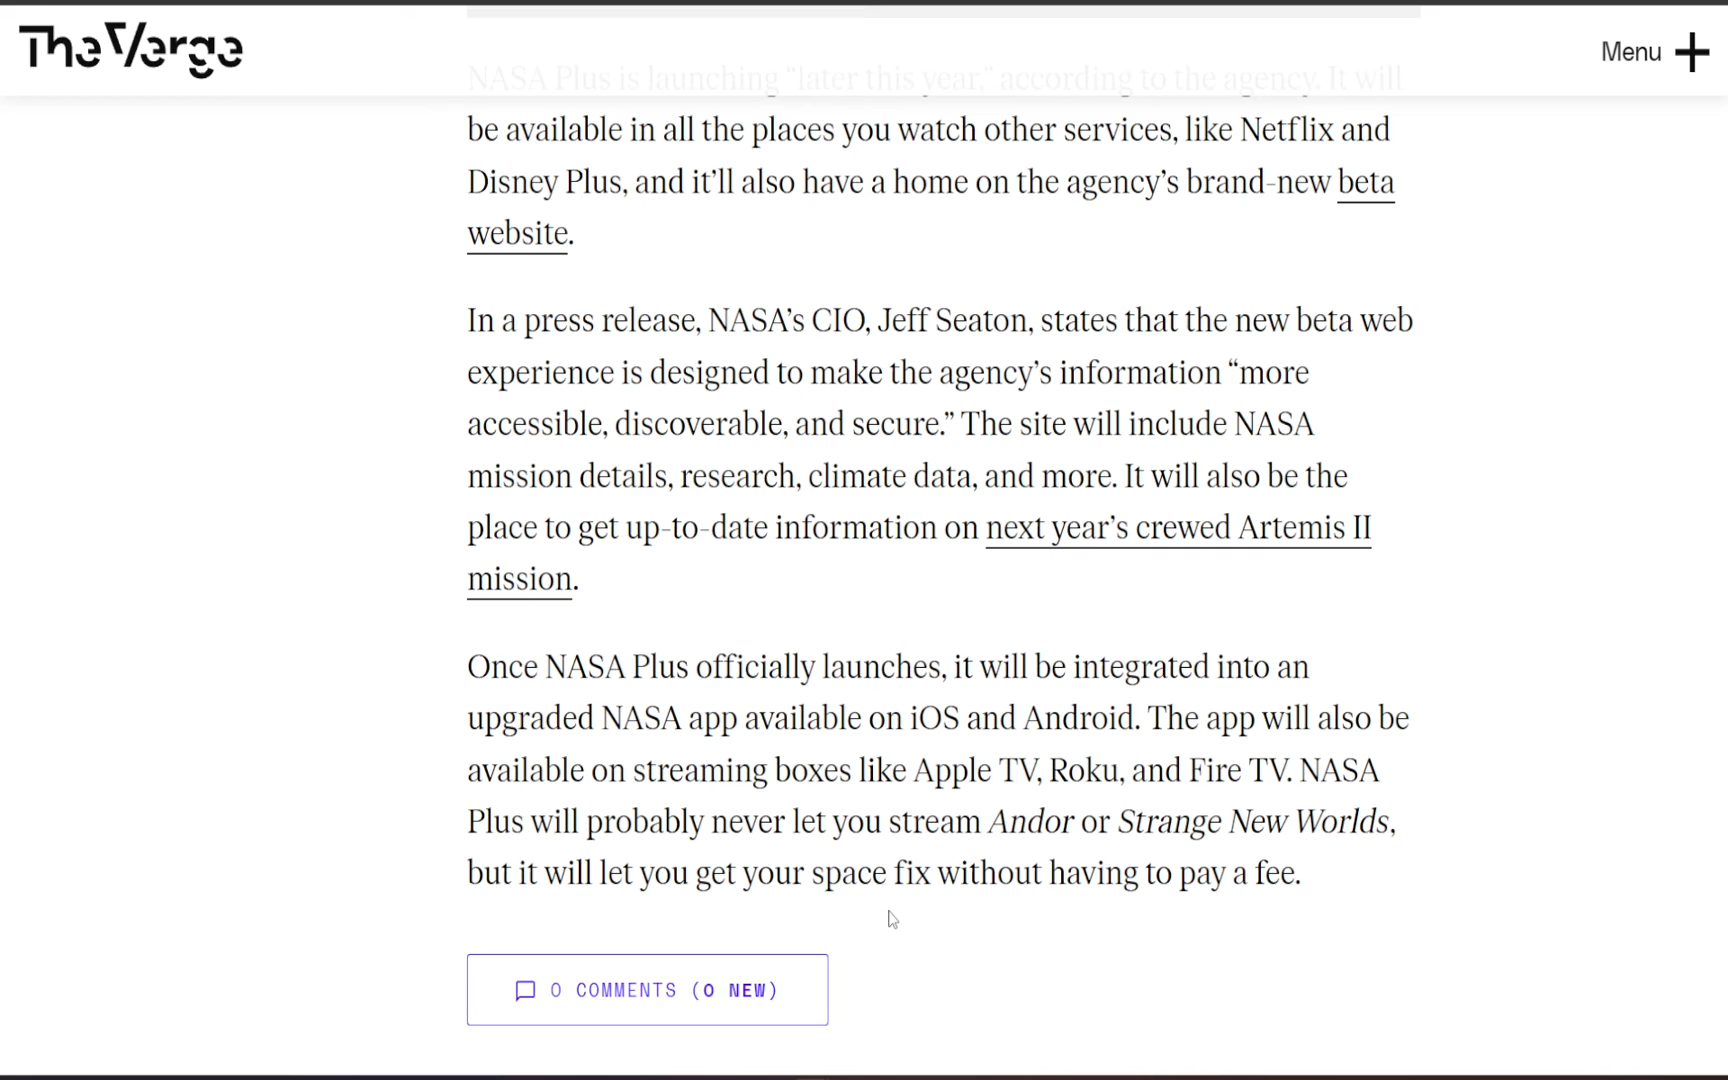 The Verge
Menu
NASA Plus is launching “later this year,” according to the agency. It will
be available in all the places you watch other services, like Netflix and
Disney Plus, and it’ll also have a home on the agency’s brand-new beta
website.
In a press release, NASA’s CIO, Jeff Seaton, states that the new beta web
experience is designed to make the agency’s information “more
accessible, discoverable, and secure.” The site will include NASA
mission details, research, climate data, and more. It will also be the
place to get up-to-date information on next year’s crewed Artemis II
mission.
Once NASA Plus officially launches, it will be integrated into an
upgraded NASA app available on iOS and Android. The app will also be
available on streaming boxes like Apple TV, Roku, and Fire TV. NASA
Plus will probably never let you stream Andor or Strange New Worlds,
but it will let you get your space fix without having to pay a fee.
0 COMMENTS (0 NEW)